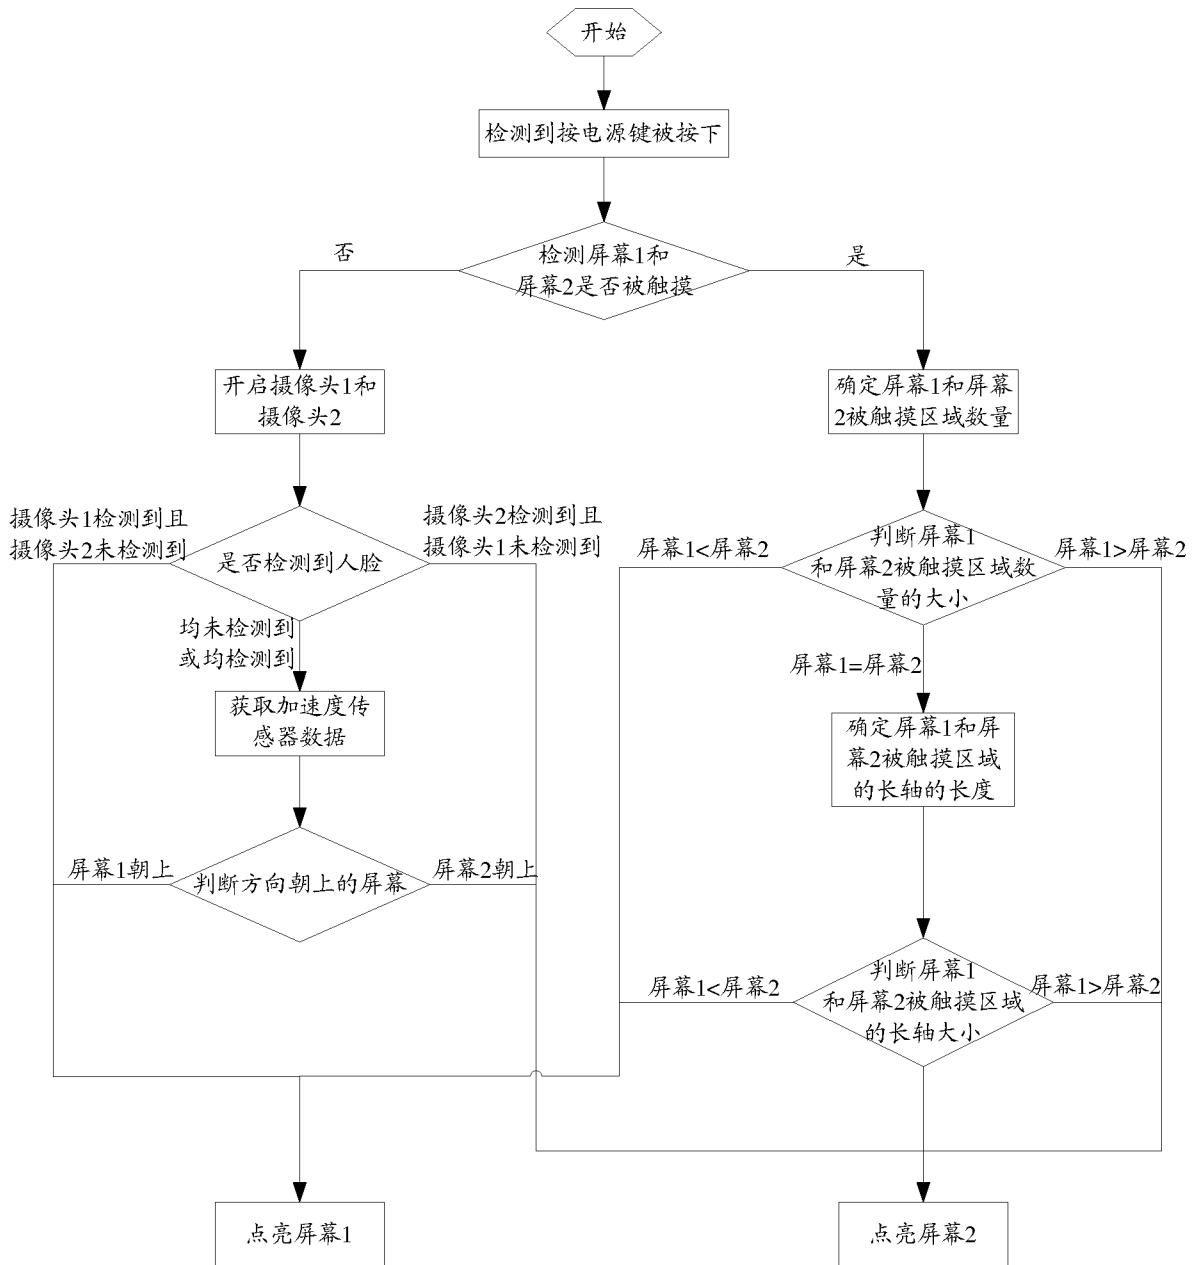 开始
检测到按电源键被按下
检测屏幕1和
屏幕2是否被触摸
否
是
开启摄像头1和
摄像头2
确定屏幕1和屏幕
2被触摸区域数量
摄像头1检测到且
摄像头2未检测到
是否检测到人脸
摄像头2检测到且
摄像头1未检测到
屏幕1<屏幕2
判断屏幕1
和屏幕2被触摸区域数
量的大小
屏幕1>屏幕2
均未检测到
或均检测到
屏幕1=屏幕2
获取加速度传
感器数据
确定屏幕1和屏
幕2被触摸区域
的长轴的长度
屏幕1朝上
判断方向朝上的屏幕
屏幕2朝上
屏幕1<屏幕2
判断屏幕1
和屏幕2被触摸区域
的长轴大小
屏幕1>屏幕2
点亮屏幕1
点亮屏幕2